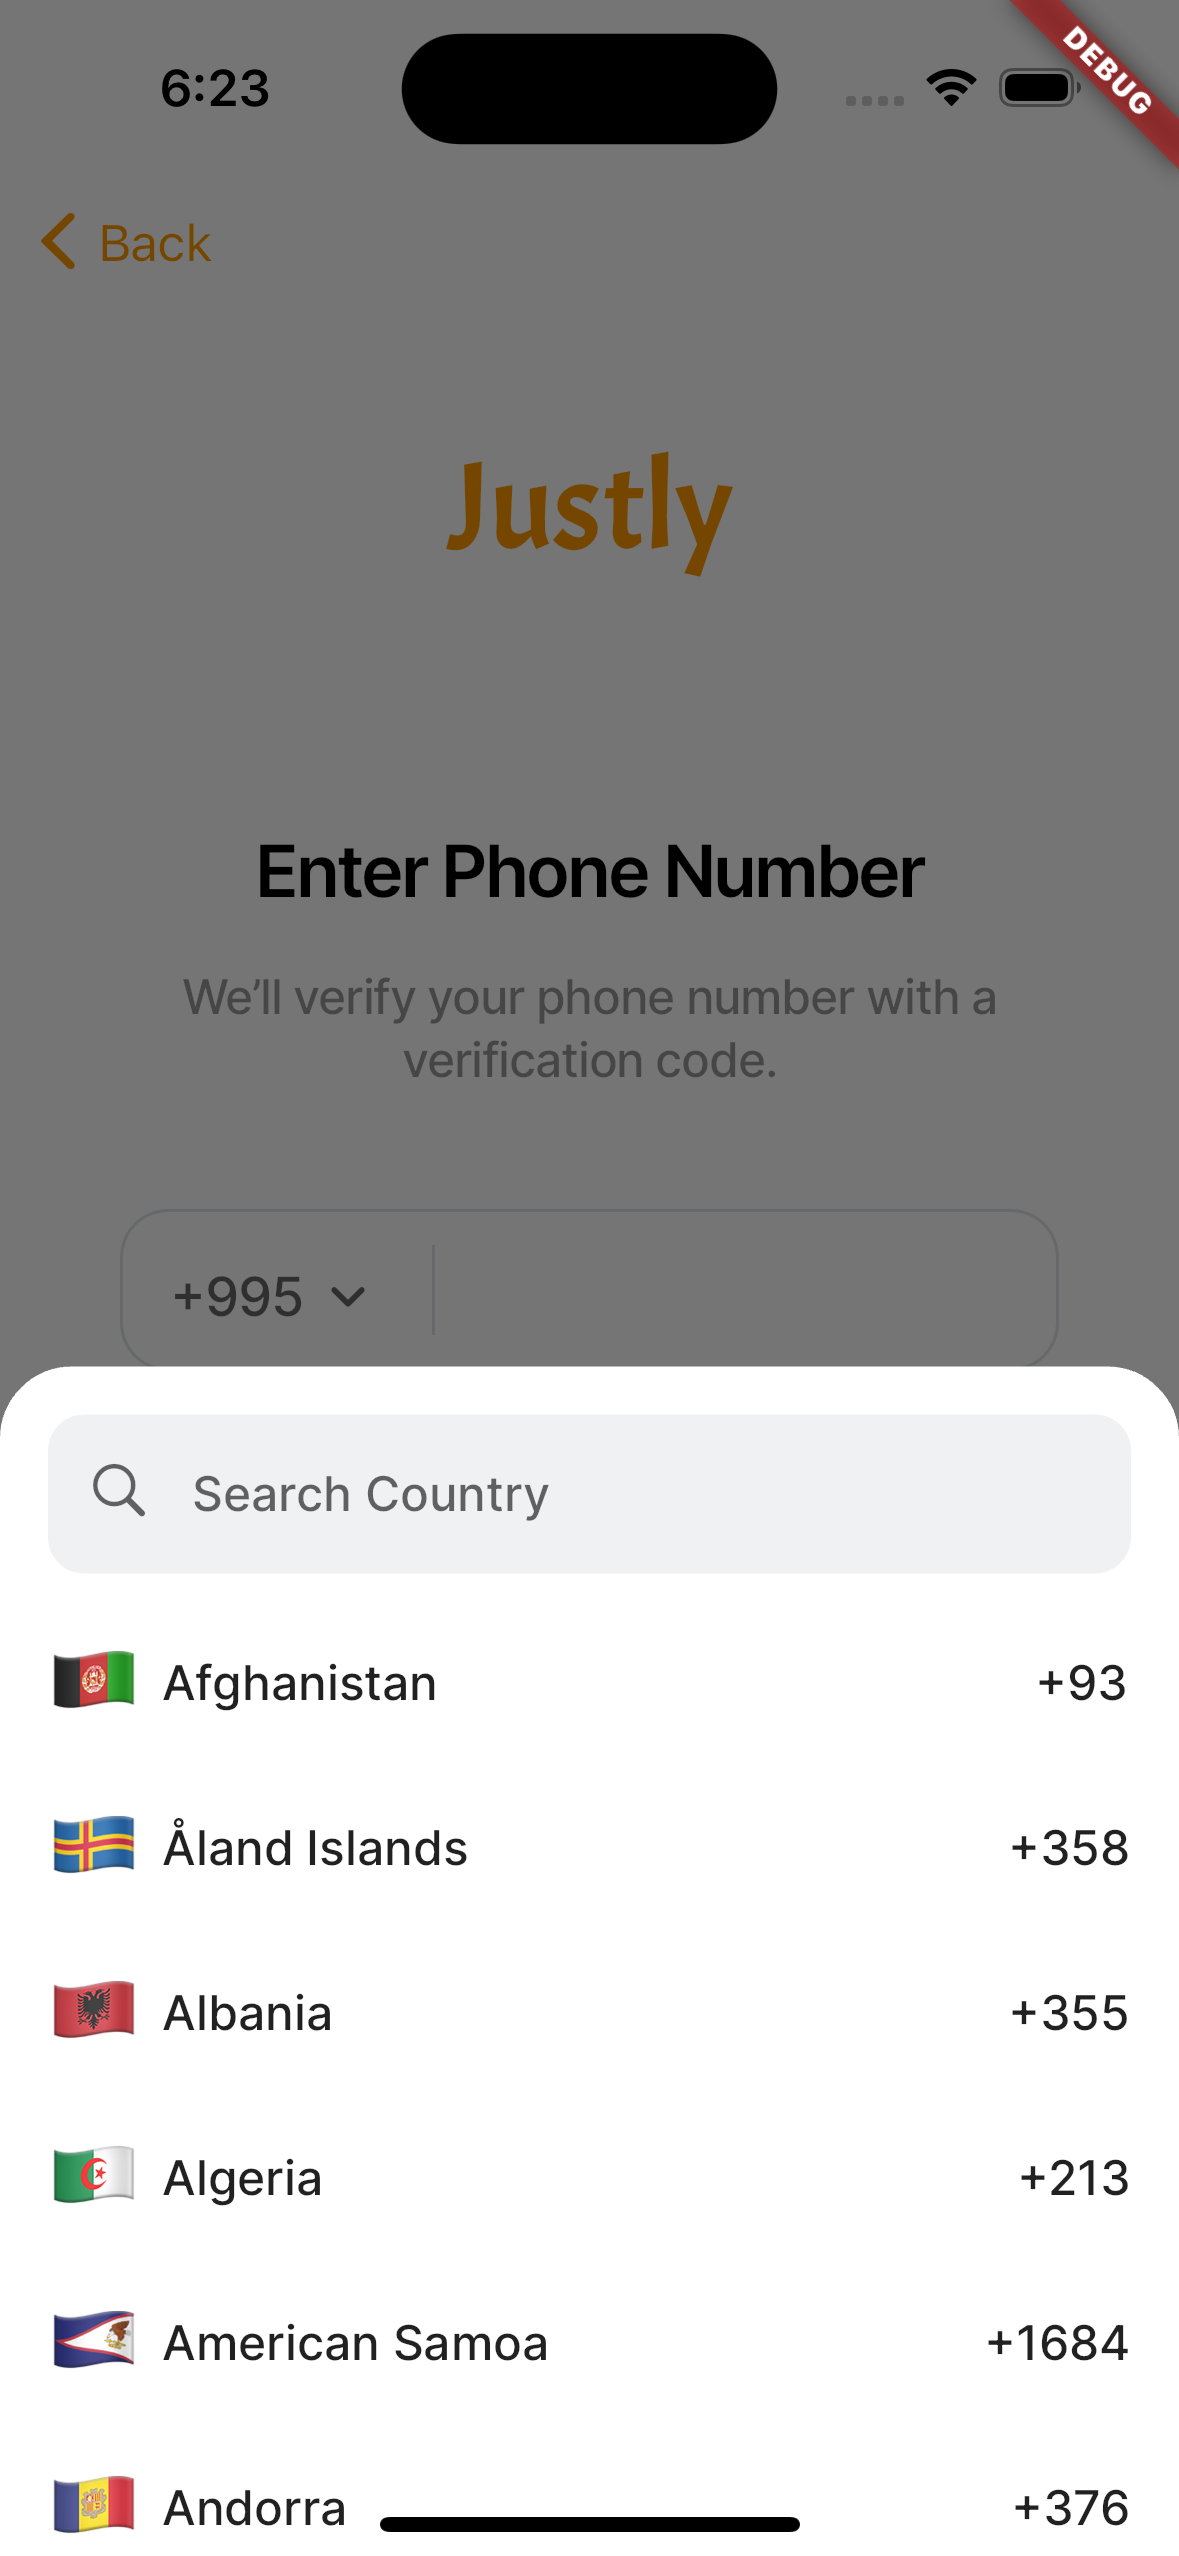 6:23
DEBUG
Back
Justly
Enter Phone Number
We’ll verify your phone number with a
verification code.
+995
Search Country
Afghanistan +93
Åland Islands +358
Albania +355
Algeria +213
American Samoa +1684
Andorra +376